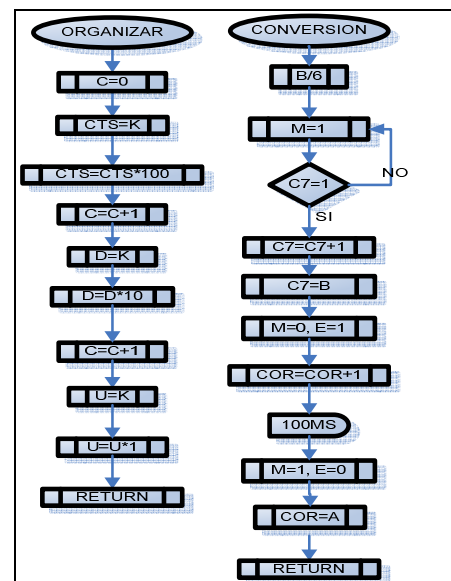 ORGANIZAR
C=0
CTS=K
CTS=CTS*100
C=C+1
D=K
D=D*10
C=C+1
U=K
U=U*1
RETURN
CONVERSION
B/6
M=1
NO
C7=1
SI
C7=C7+1
C7=B
M=0, E=1
COR=COR+1
100MS
M=1, E=0
COR=A
RETURN